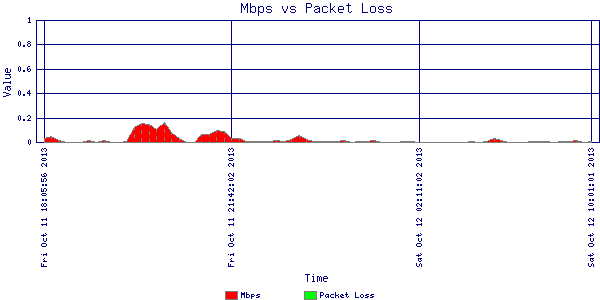 Mbps vs Packet Loss
1
0.8
0.6
0.4
0.2
0
Value
Fri Oct 11 18:05:56 2013
Fri Oct 11 21:42:02 2013
Sat Oct 12 02:11:02 2013
Sat Oct 12 10:01:01 2013
Time
Mbps
Packet Loss